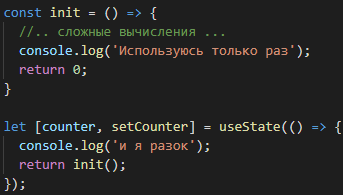 const init = () => {
  //.. сложные вычисления ...
  console.log('Используюсь только раз');
  return 0;
}

let [counter, setCounter] = useState(() => {
  console.log('и я разок');
  return init();
});